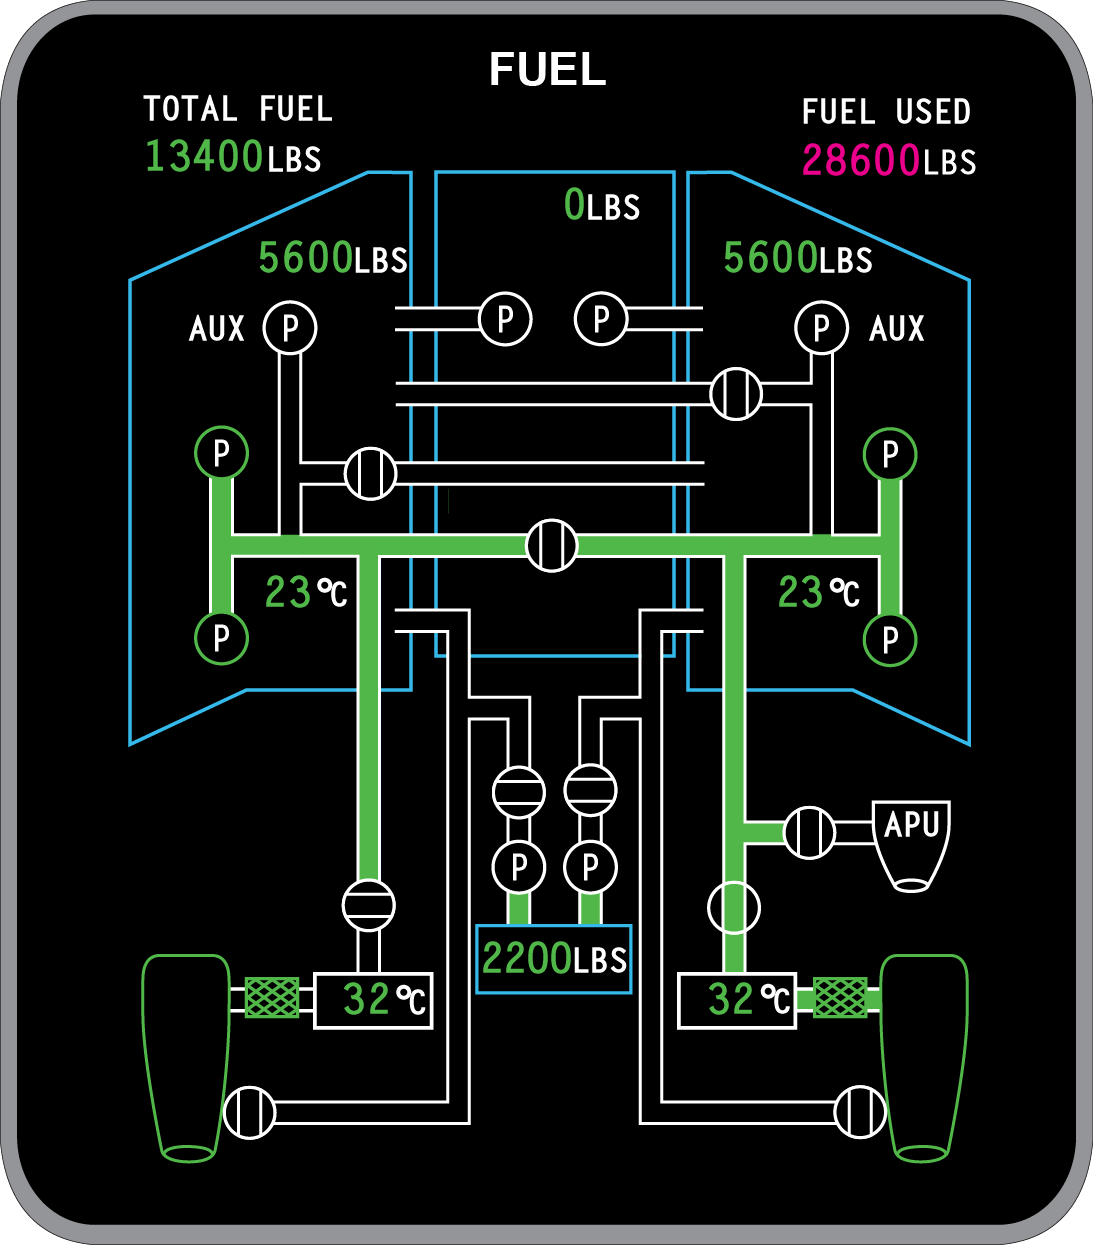 FUEL
TOTAL FUEL
FUEL USED
13400LBS
28600LBS
0LBS
5600LBS
5600LBS
AUX P
P
P
P AUX
P
P
23°C
23°C
P
P
APU
P
P
2200LBS
32°C
32°C